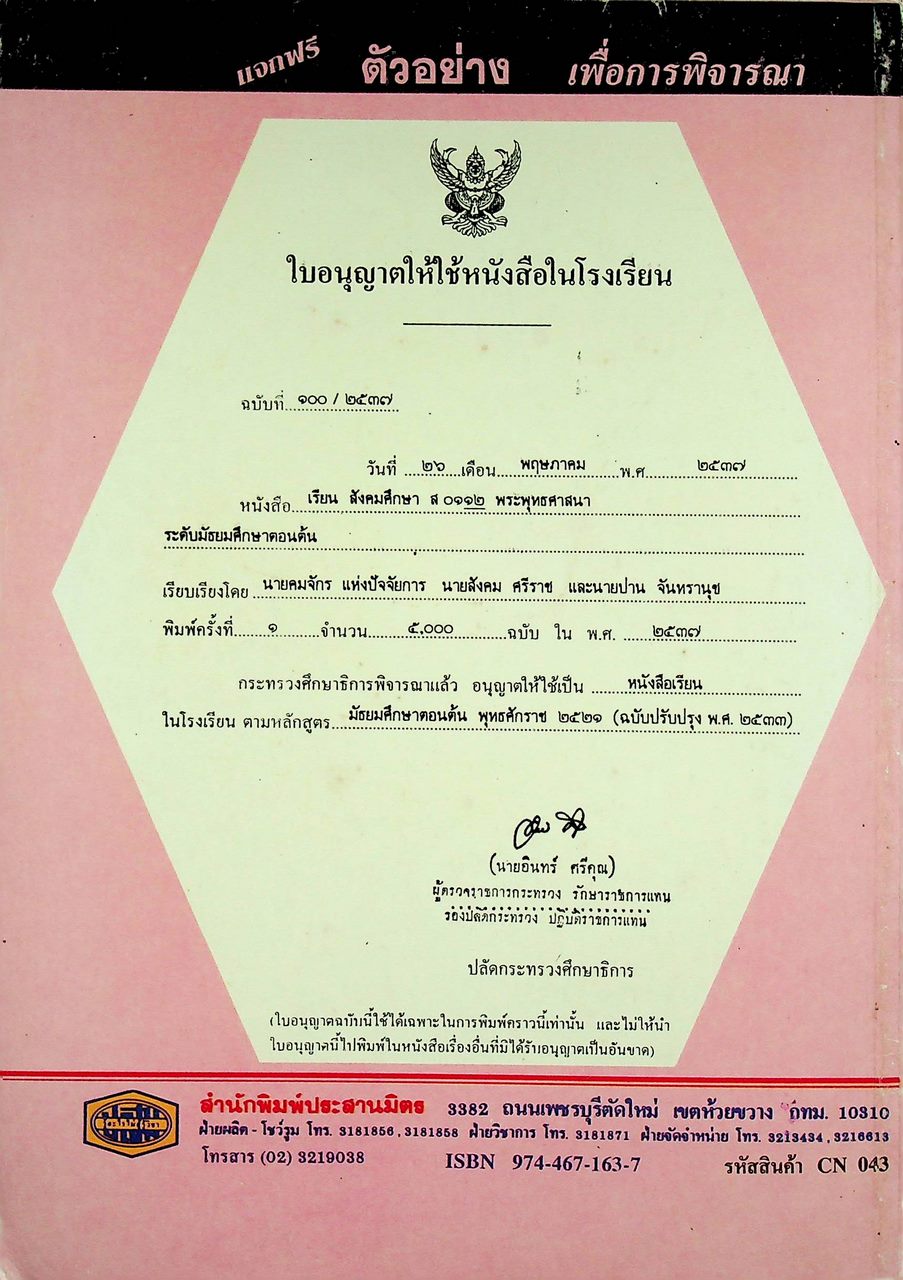 แจกฟรี ตัวอย่าง เพื่อการพิจารณา
ใบอนุญาตให้ใช้หนังสือในโรงเรียน
ฉบับที่ ๑๐๐ / ๒๕๓๗
วันที่ ๒๖ เดือน พฤษภาคม พ.ศ ๒๕๓๗
หนังสือ เรียน สังคมศึกษา ส ๐๑๑๒ พระพุทธศาสนา
ระดับมัธยมศึกษาตอนต้น
เรียบเรียงโดย นายคมจักร แห่งปัจจัยการ นายสังคม ศรีราช และนายปาน จันทรานุช
พิมพ์ครั้งที่ ๑ จำนวน ๕,๐๐๐ ฉบับ ใน พ.ศ. ๒๕๓๗
กระทรวงศึกษาธิการพิจารณาแล้ว อนุญาตให้ใช้เป็น หนังสือเรียน
ในโรงเรียน ตามหลักสูตร มัธยมศึกษาตอนต้น พุทธศักราช ๒๕๒๑ (ฉบับปรับปรุง พ.ศ. ๒๕๓๓)
(นายอินทร์ ศรีคุณ)
ผู้ตรวจราชการกระทรวง รักษาราชการแทน
รองปลัดกระทรวง ปฏิบัติราชการแทน
ปลัดกระทรวงศึกษาธิการ
(ใบอนุญาตฉบับนี้ใช้ได้เฉพาะในการพิมพ์คราวนี้เท่านั้น และไม่ให้นำ
ใบอนุญาตนี้ไปพิมพ์ในหนังสือเรื่องอื่นที่มิได้รับอนุญาตเป็นอันขาด)
สำนักพิมพ์ประสานมิตร 3382 ถนนเพชรบุรีตัดใหม่ เขตห้วยขวาง กทม. 10310
ฝ่ายผลิต - โชว์รูม โทร. 3181856, 3181858 ฝ่ายวิชาการ โทร. 3181871 ฝ่ายจัดจำหน่าย โทร. 3213434, 3216613
โทรสาร (02) 3219038 ISBN 974-467-163-7 รหัสสินค้า CN 043